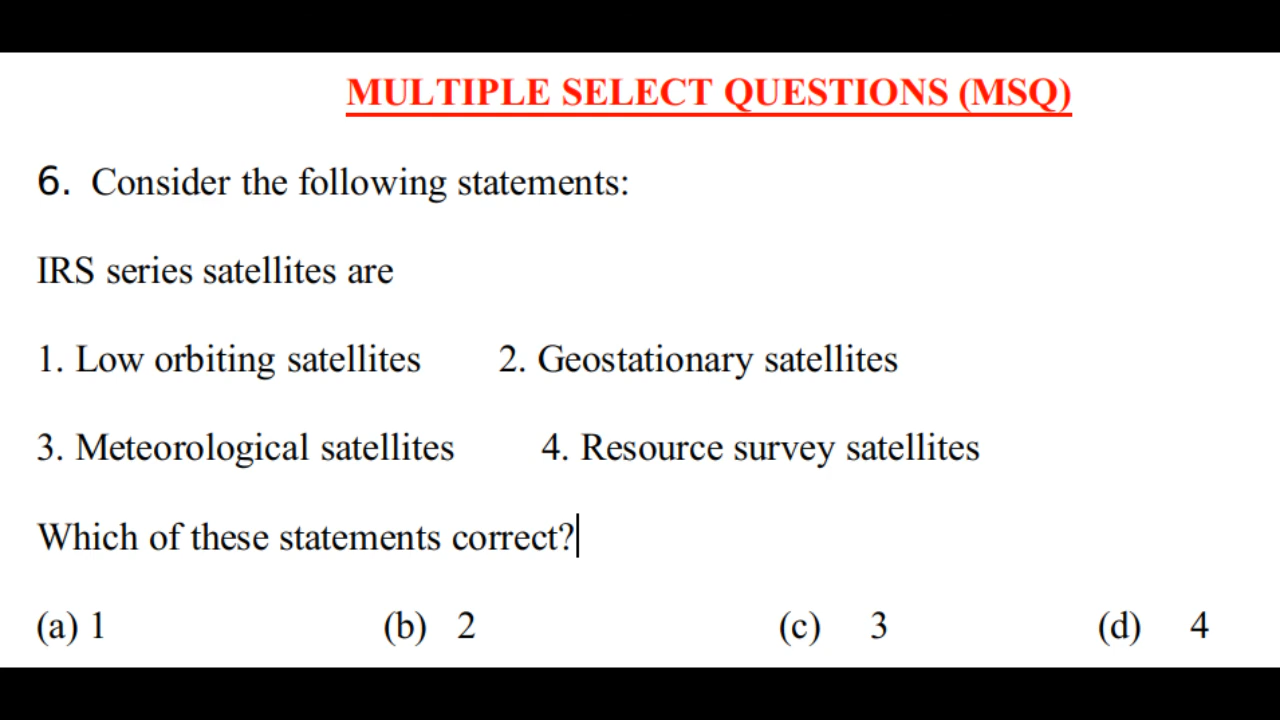 MULTIPLE SELECT QUESTIONS (MSQ)
6. Consider the following statements:
IRS series satellites are
1. Low orbiting satellites 2. Geostationary satellites
3. Meteorological satellites 4. Resource survey satellites
Which of these statements correct?
(a) 1 (b) 2 (c) 3 (d) 4